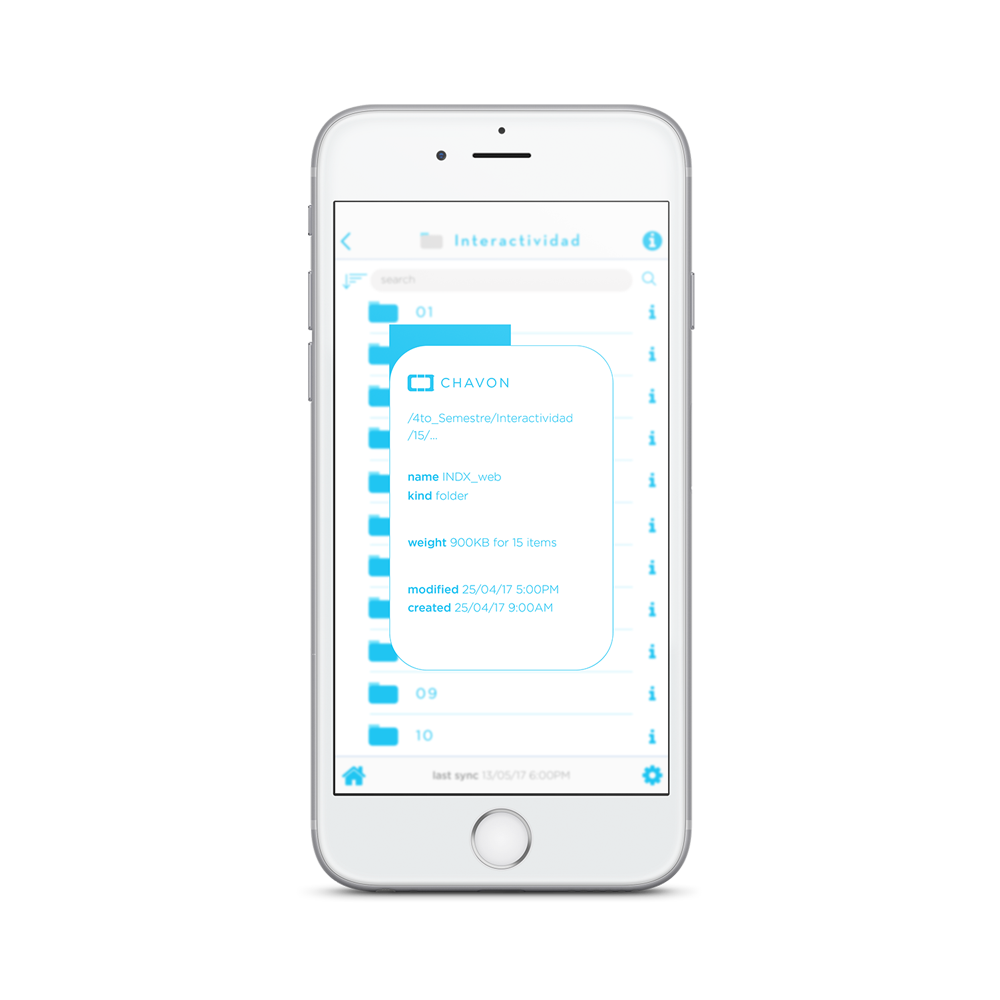 Interactividad
search
01
CHAVON
/4to_Semestre/Interactividad
/15/...
name INDX_web
kind folder
weight 900KB for 15 items
modified 25/04/17 5:00PM
created 25/04/17 9:00AM
09
10
last sync 13/05/17 6:00PM